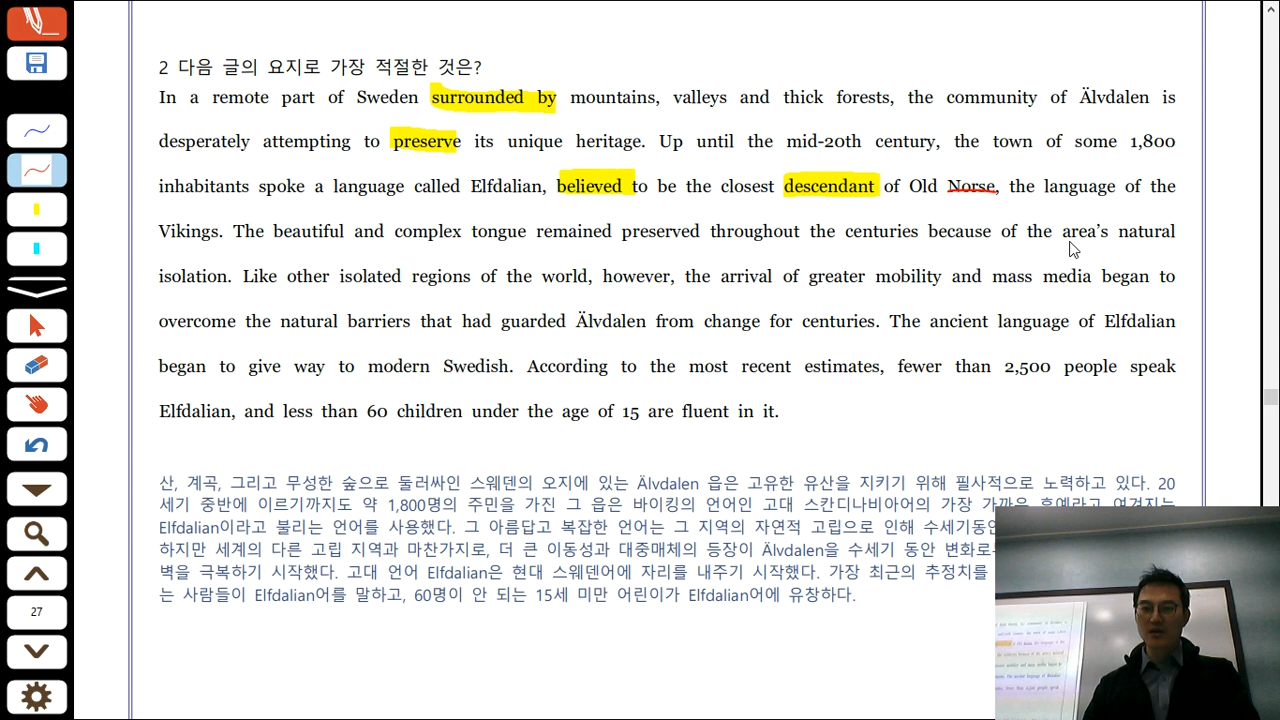 2 다음 글의 요지로 가장 적절한 것은?
In a remote part of Sweden surrounded by mountains, valleys and thick forests, the community of Älvdalen is
desperately attempting to preserve its unique heritage. Up until the mid-20th century, the town of some 1,800
inhabitants spoke a language called Elfdalian, believed to be the closest descendant of Old Norse, the language of the
Vikings. The beautiful and complex tongue remained preserved throughout the centuries because of the area's natural
isolation. Like other isolated regions of the world, however, the arrival of greater mobility and mass media began to
overcome the natural barriers that had guarded Älvdalen from change for centuries. The ancient language of Elfdalian
began to give way to modern Swedish. According to the most recent estimates, fewer than 2,500 people speak
Elfdalian, and less than 60 children under the age of 15 are fluent in it.
산, 계곡, 그리고 무성한 숲으로 둘러싸인 스웨덴의 오지에 있는 Älvdalen 읍은 고유한 유산을 지키기 위해 필사적으로 노력하고 있다. 20
세기 중반에 이르기까지도 약 1,800명의 주민을 가진 그 읍은 바이킹의 언어인 고대 스칸디나비아어의 가장 가까운 후예라고 여겨지는
Elfdalian이라고 불리는 언어를 사용했다. 그 아름답고 복잡한 언어는 그 지역의 자연적 고립으로 인해
하지만 세계의 다른 고립 지역과 마찬가지로, 더 큰 이동성과 대중매체의 등장이 Älvdalen을 수세기 동안
벽을 극복하기 시작했다. 고대 언어 Elfdalian은 현대 스웨덴어에 자리를 내주기 시작했다. 가장 최근의 추정치를
는 사람들이 Elfdalian어를 말하고, 60명이 안 되는 15세 미만 어린이가 Elfdalian어에 유창하다.
27